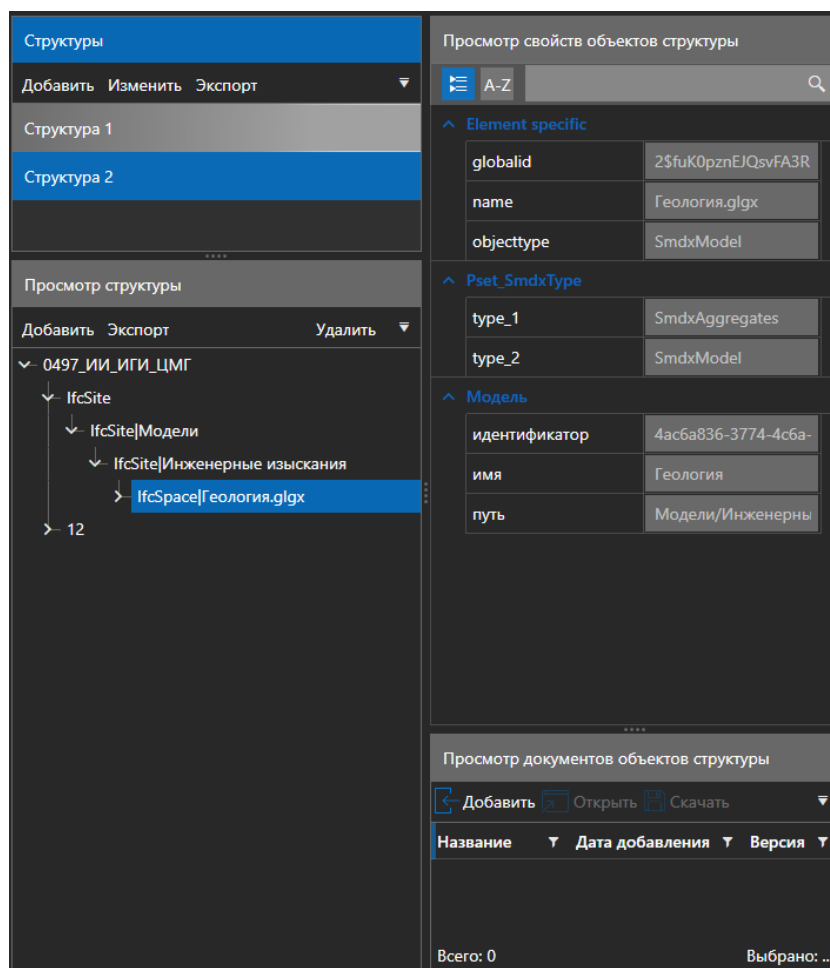 Структуры
Добавить Изменить Экспорт
Структура 1
Структура 2
Просмотр структуры
Добавить Экспорт Удалить
0497_ИИ_ИГИ_ЦМГ
IfcSite
IfcSite|Модели
IfcSite|Инженерные изыскания
IfcSpace|Геология.glgx
12
Просмотр свойств объектов структуры
A-Z
Element specific
globalid 2$fuK0pznEJQsvFA3R
name Геология.glgx
objecttype SmdxModel
Pset_SmdxType
type_1 SmdxAggregates
type_2 SmdxModel
Модель
идентификатор 4ac6a836-3774-4c6a-
имя Геология
путь Модели/Инженерны
Просмотр документов объектов структуры
Добавить Открыть Скачать
Название Дата добавления Версия
Всего: 0 Выбрано: ..